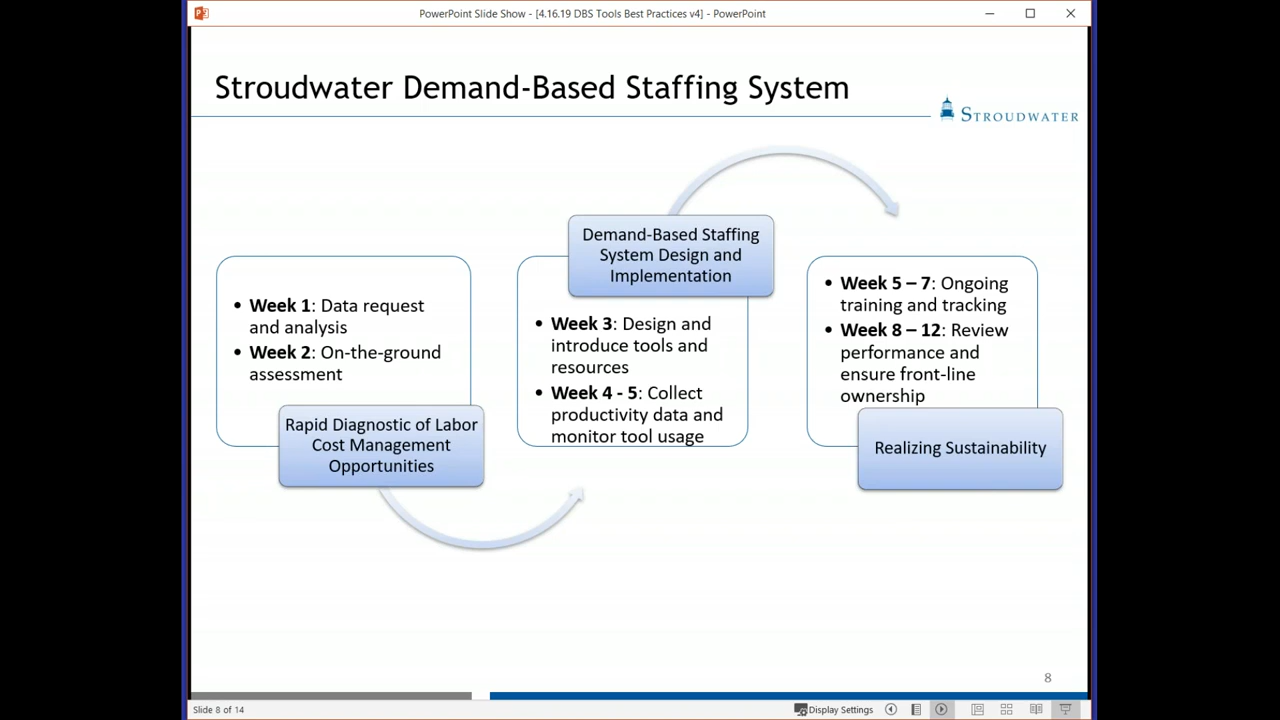 PowerPoint Slide Show - [4.16.19 DBS Tools Best Practices v4] - PowerPoint
Stroudwater Demand-Based Staffing System
STROUDWATER
• Week 1: Data request
and analysis
• Week 2: On-the-ground
assessment
Rapid Diagnostic of Labor
Cost Management
Opportunities
Demand-Based Staffing
System Design and
Implementation
• Week 3: Design and
introduce tools and
resources
• Week 4 - 5: Collect
productivity data and
monitor tool usage
• Week 5 – 7: Ongoing
training and tracking
• Week 8 – 12: Review
performance and
ensure front-line
ownership
Realizing Sustainability
8
Slide 8 of 14
Display Settings